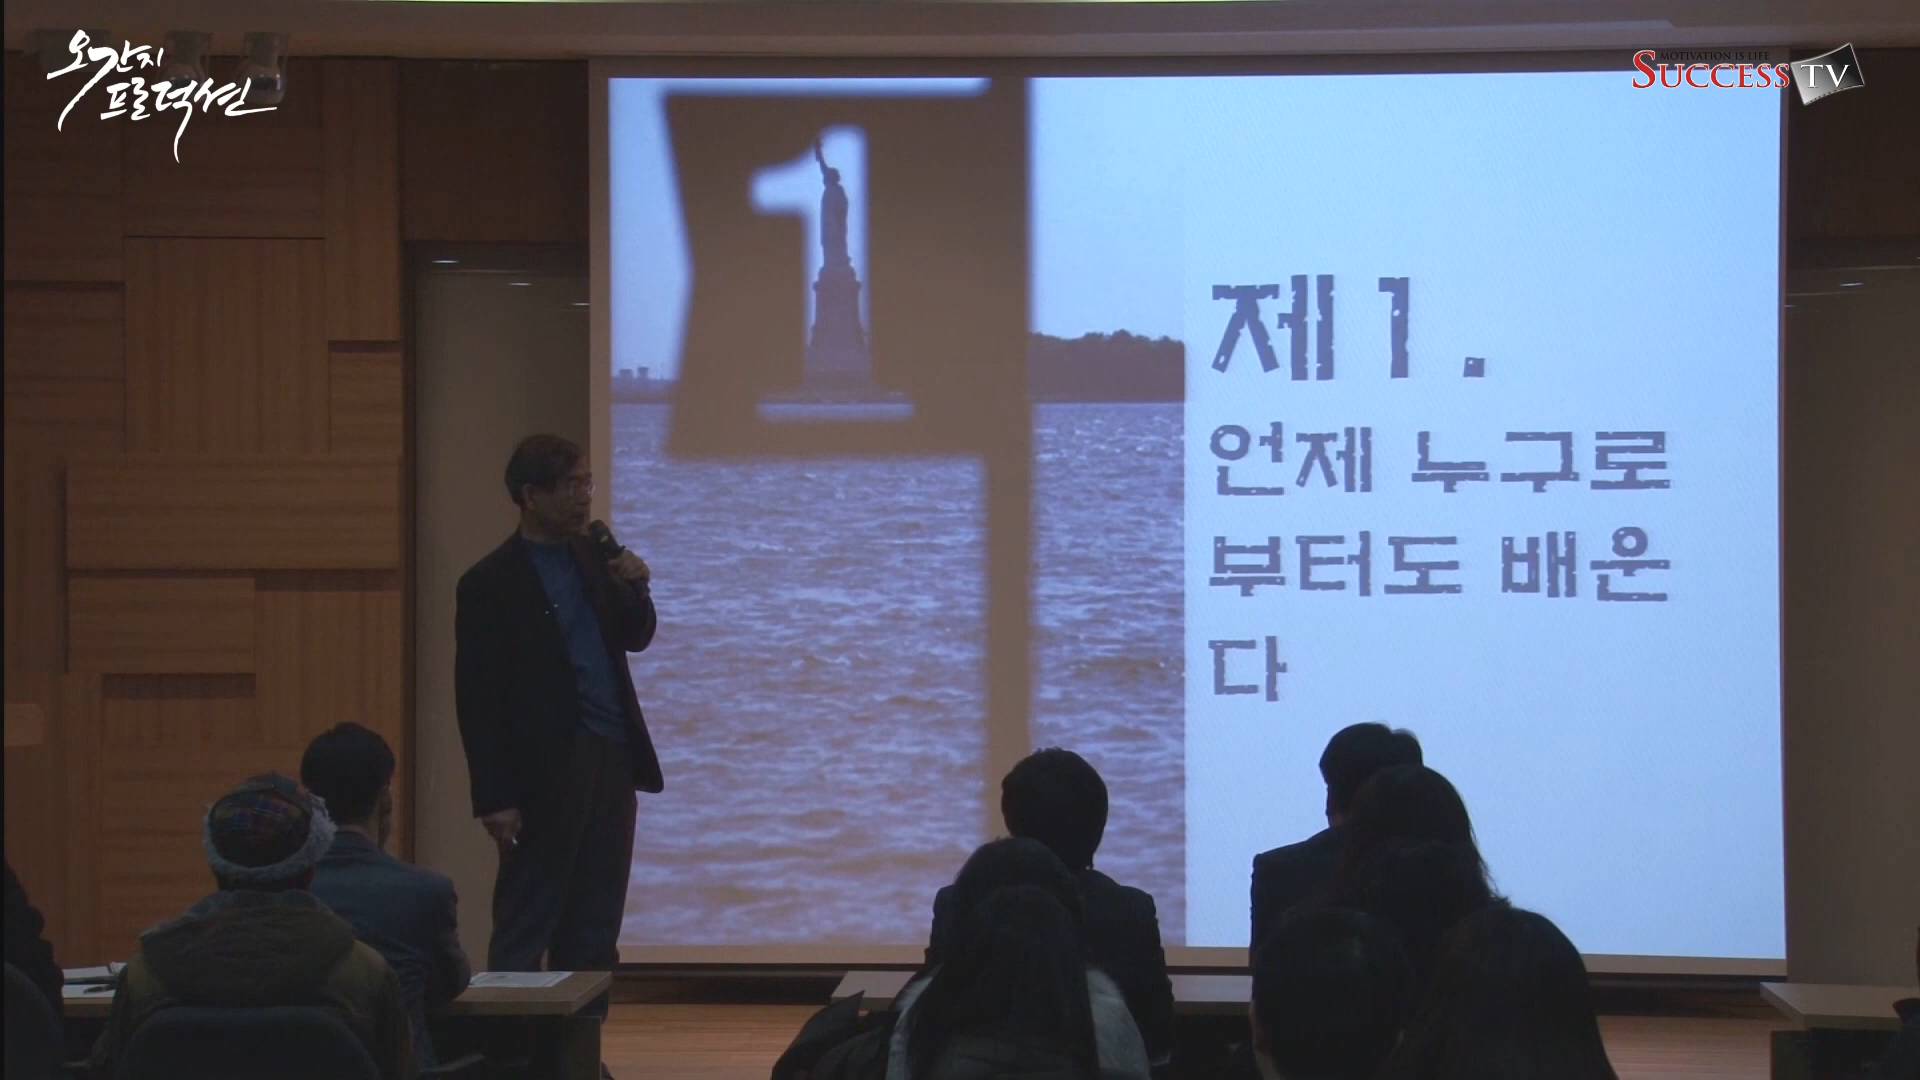 오간지
프로덕션
MOTIVATION IS LIFE
SUCCESS TV
1
제1.
언제 누구로
부터도 배운
다